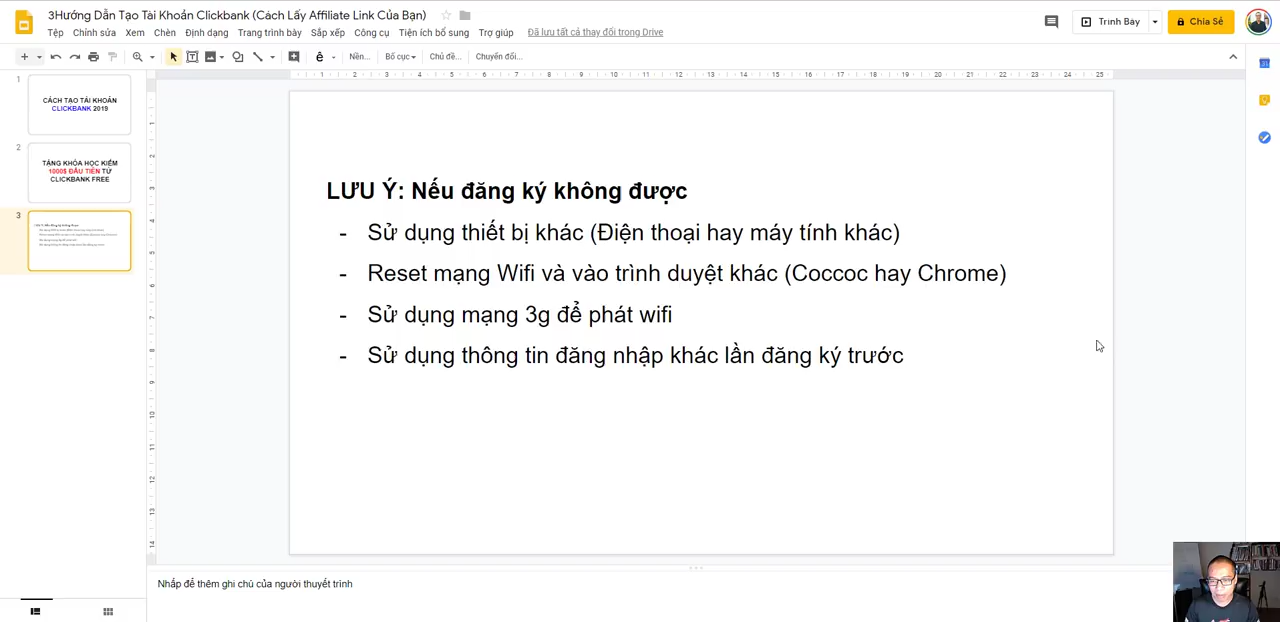 3Hướng Dẫn Tạo Tài Khoản Clickbank (Cách Lấy Affiliate Link Của Bạn)
Tệp Chỉnh sửa Xem Chèn Định dạng Trang trình bày Sắp xếp Công cụ Tiện ích bổ sung Trợ giúp Đã lưu tất cả thay đổi trong Drive
Trình Bày
Chia Sẻ
Nền... Bố cục Chủ đề... Chuyển đổi...
1
CÁCH TẠO TÀI KHOẢN
CLICKBANK 2019
2
TẶNG KHÓA HỌC KIẾM
1000$ ĐẦU TIÊN TỪ
CLICKBANK FREE
3
LƯU Ý: Nếu đăng ký không được
- Sử dụng thiết bị khác (Điện thoại hay máy tính khác)
- Reset mạng Wifi và vào trình duyệt khác (Coccoc hay Chrome)
- Sử dụng mạng 3g để phát wifi
- Sử dụng thông tin đăng nhập khác lần đăng ký trước
Nhấp để thêm ghi chú của người thuyết trình